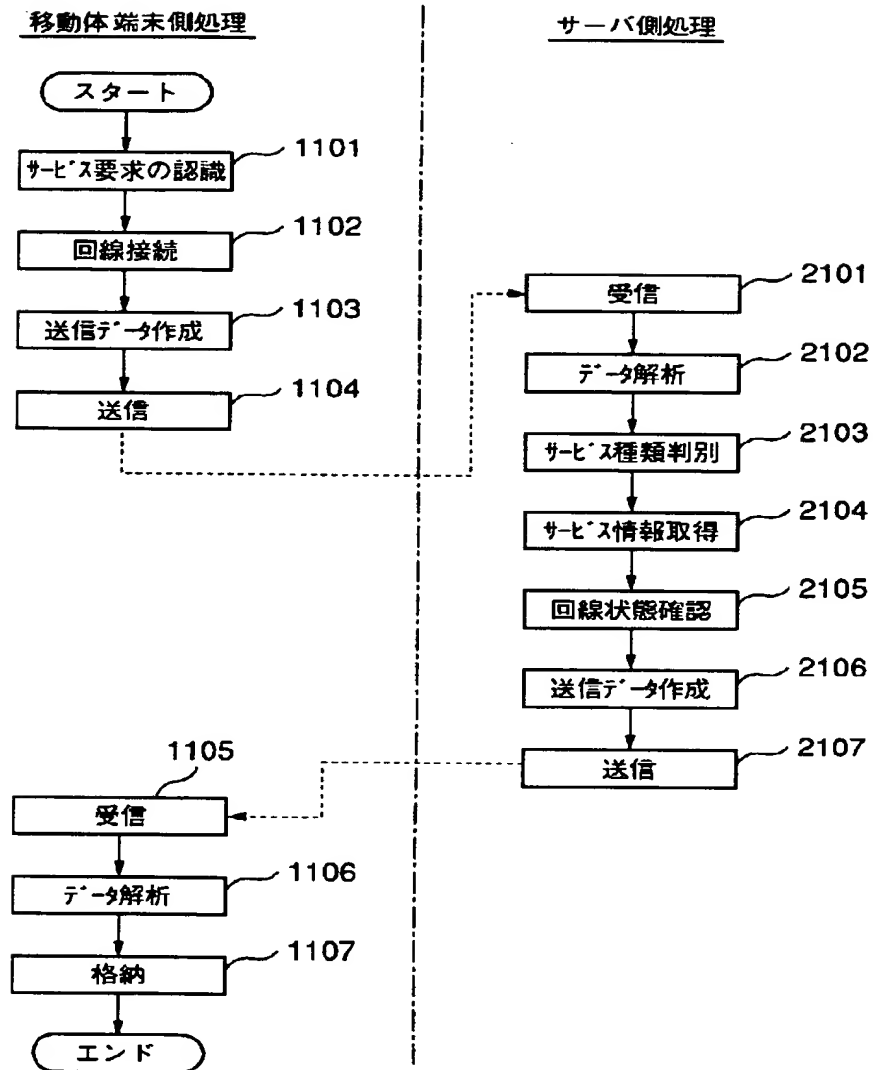 移動体端末側処理
スタート
1101
サービス要求の認識
1102
回線接続
1103
送信データ作成
1104
送信
サーバ側処理
2101
受信
2102
データ解析
2103
サービス種類判別
2104
サービス情報取得
2105
回線状態確認
2106
送信データ作成
2107
送信
1105
受信
1106
データ解析
1107
格納
エンド